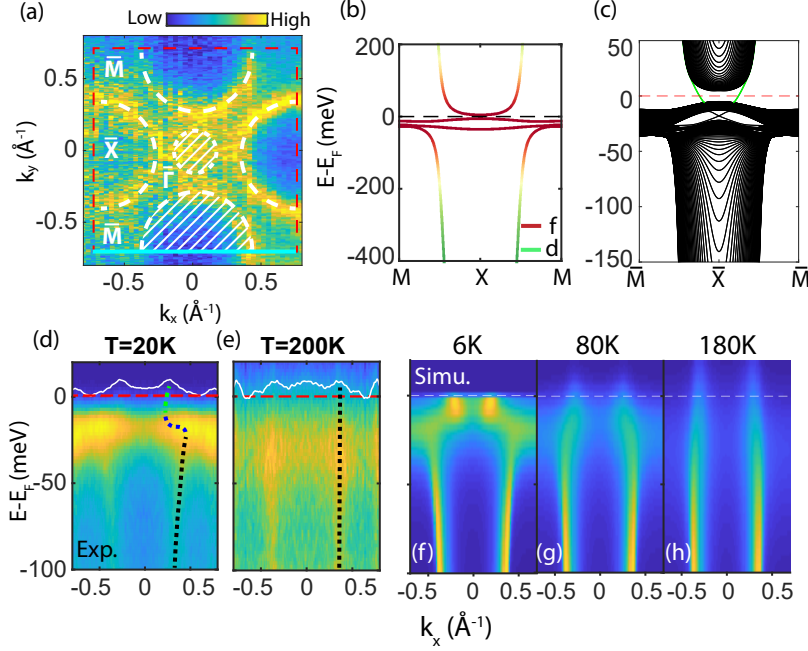 (a)
Low
High
M̄
X̄
Γ̄
M̄
0.5
0
-0.5
k_y (Å⁻¹)
-0.5
0
0.5
k_x (Å⁻¹)
(b)
200
0
-200
-400
E-E_F (meV)
M
X
M
f
d
(c)
50
0
-50
-100
-150
M̄
X̄
M̄
(d)
T=20K
0
-50
-100
E-E_F (meV)
Exp.
-0.5
0
0.5
(e)
T=200K
-0.5
0
0.5
6K
80K
180K
Simu.
(f)
(g)
(h)
-0.5
0
0.5
-0.5
0
0.5
-0.5
0
0.5
k_x (Å⁻¹)